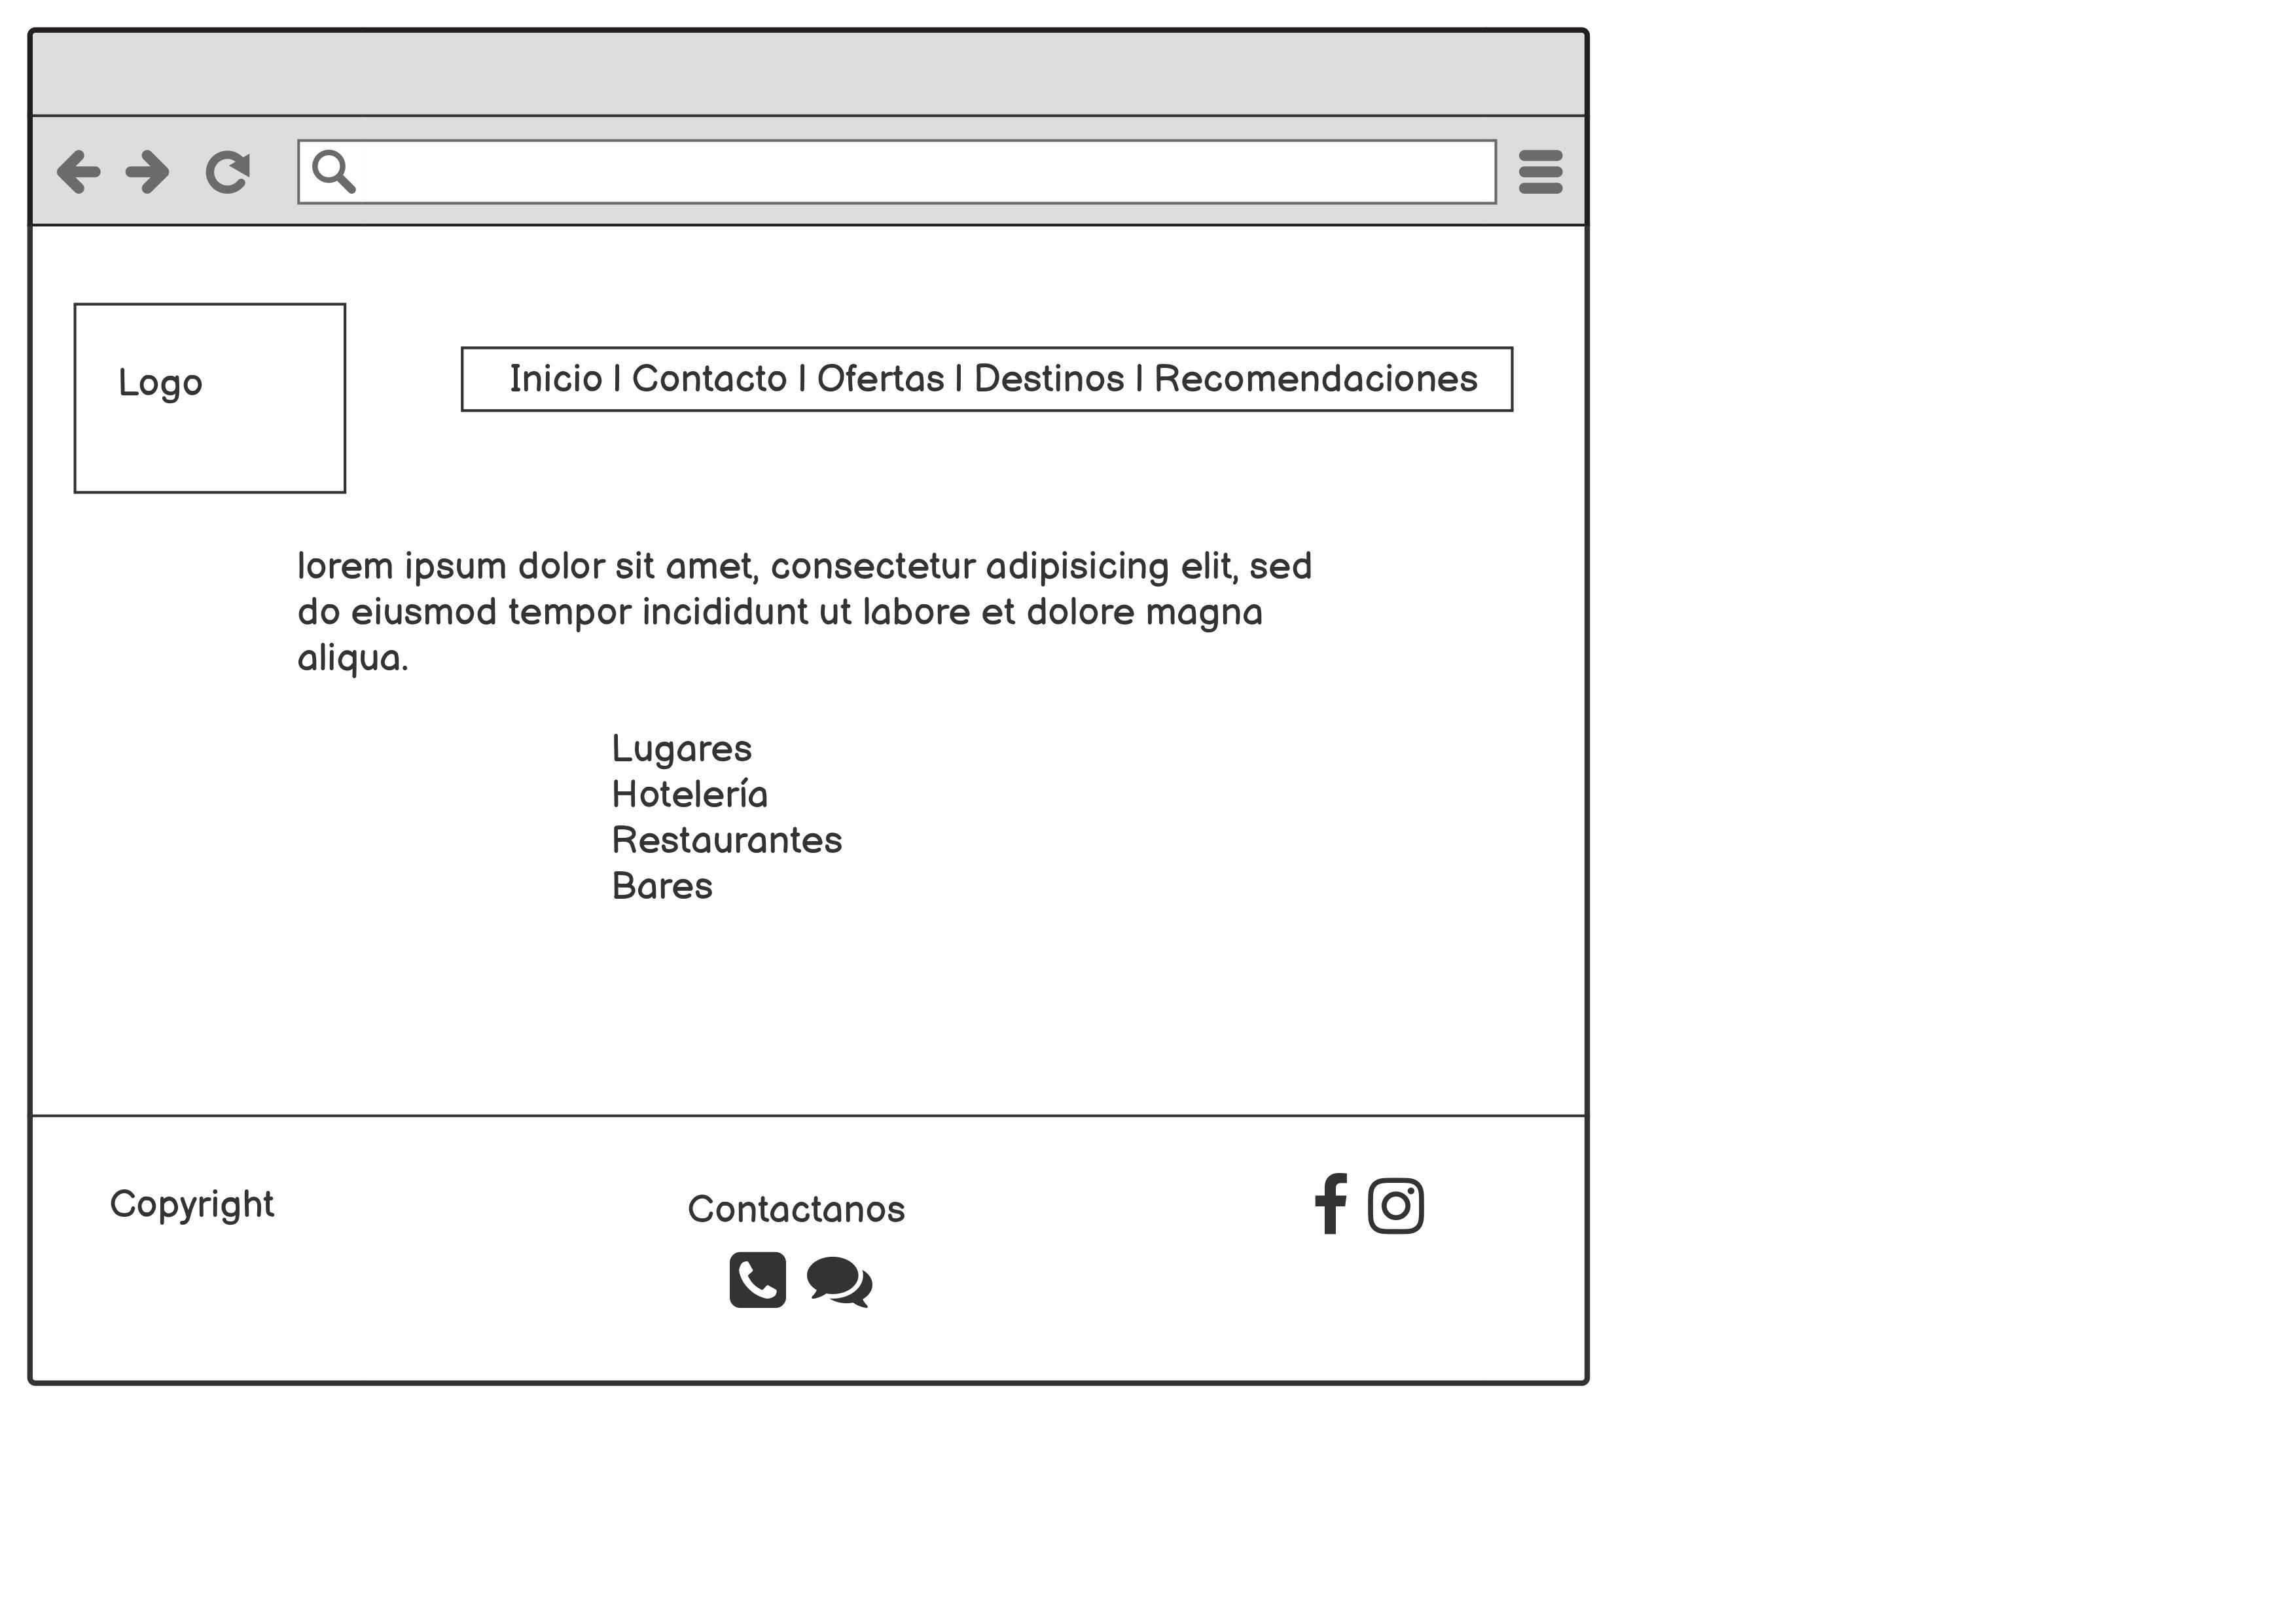 Logo
Inicio | Contacto | Ofertas | Destinos | Recomendaciones
lorem ipsum dolor sit amet, consectetur adipisicing elit, sed
do eiusmod tempor incididunt ut labore et dolore magna
aliqua.
Lugares
Hotelería
Restaurantes
Bares
Copyright
Contactanos